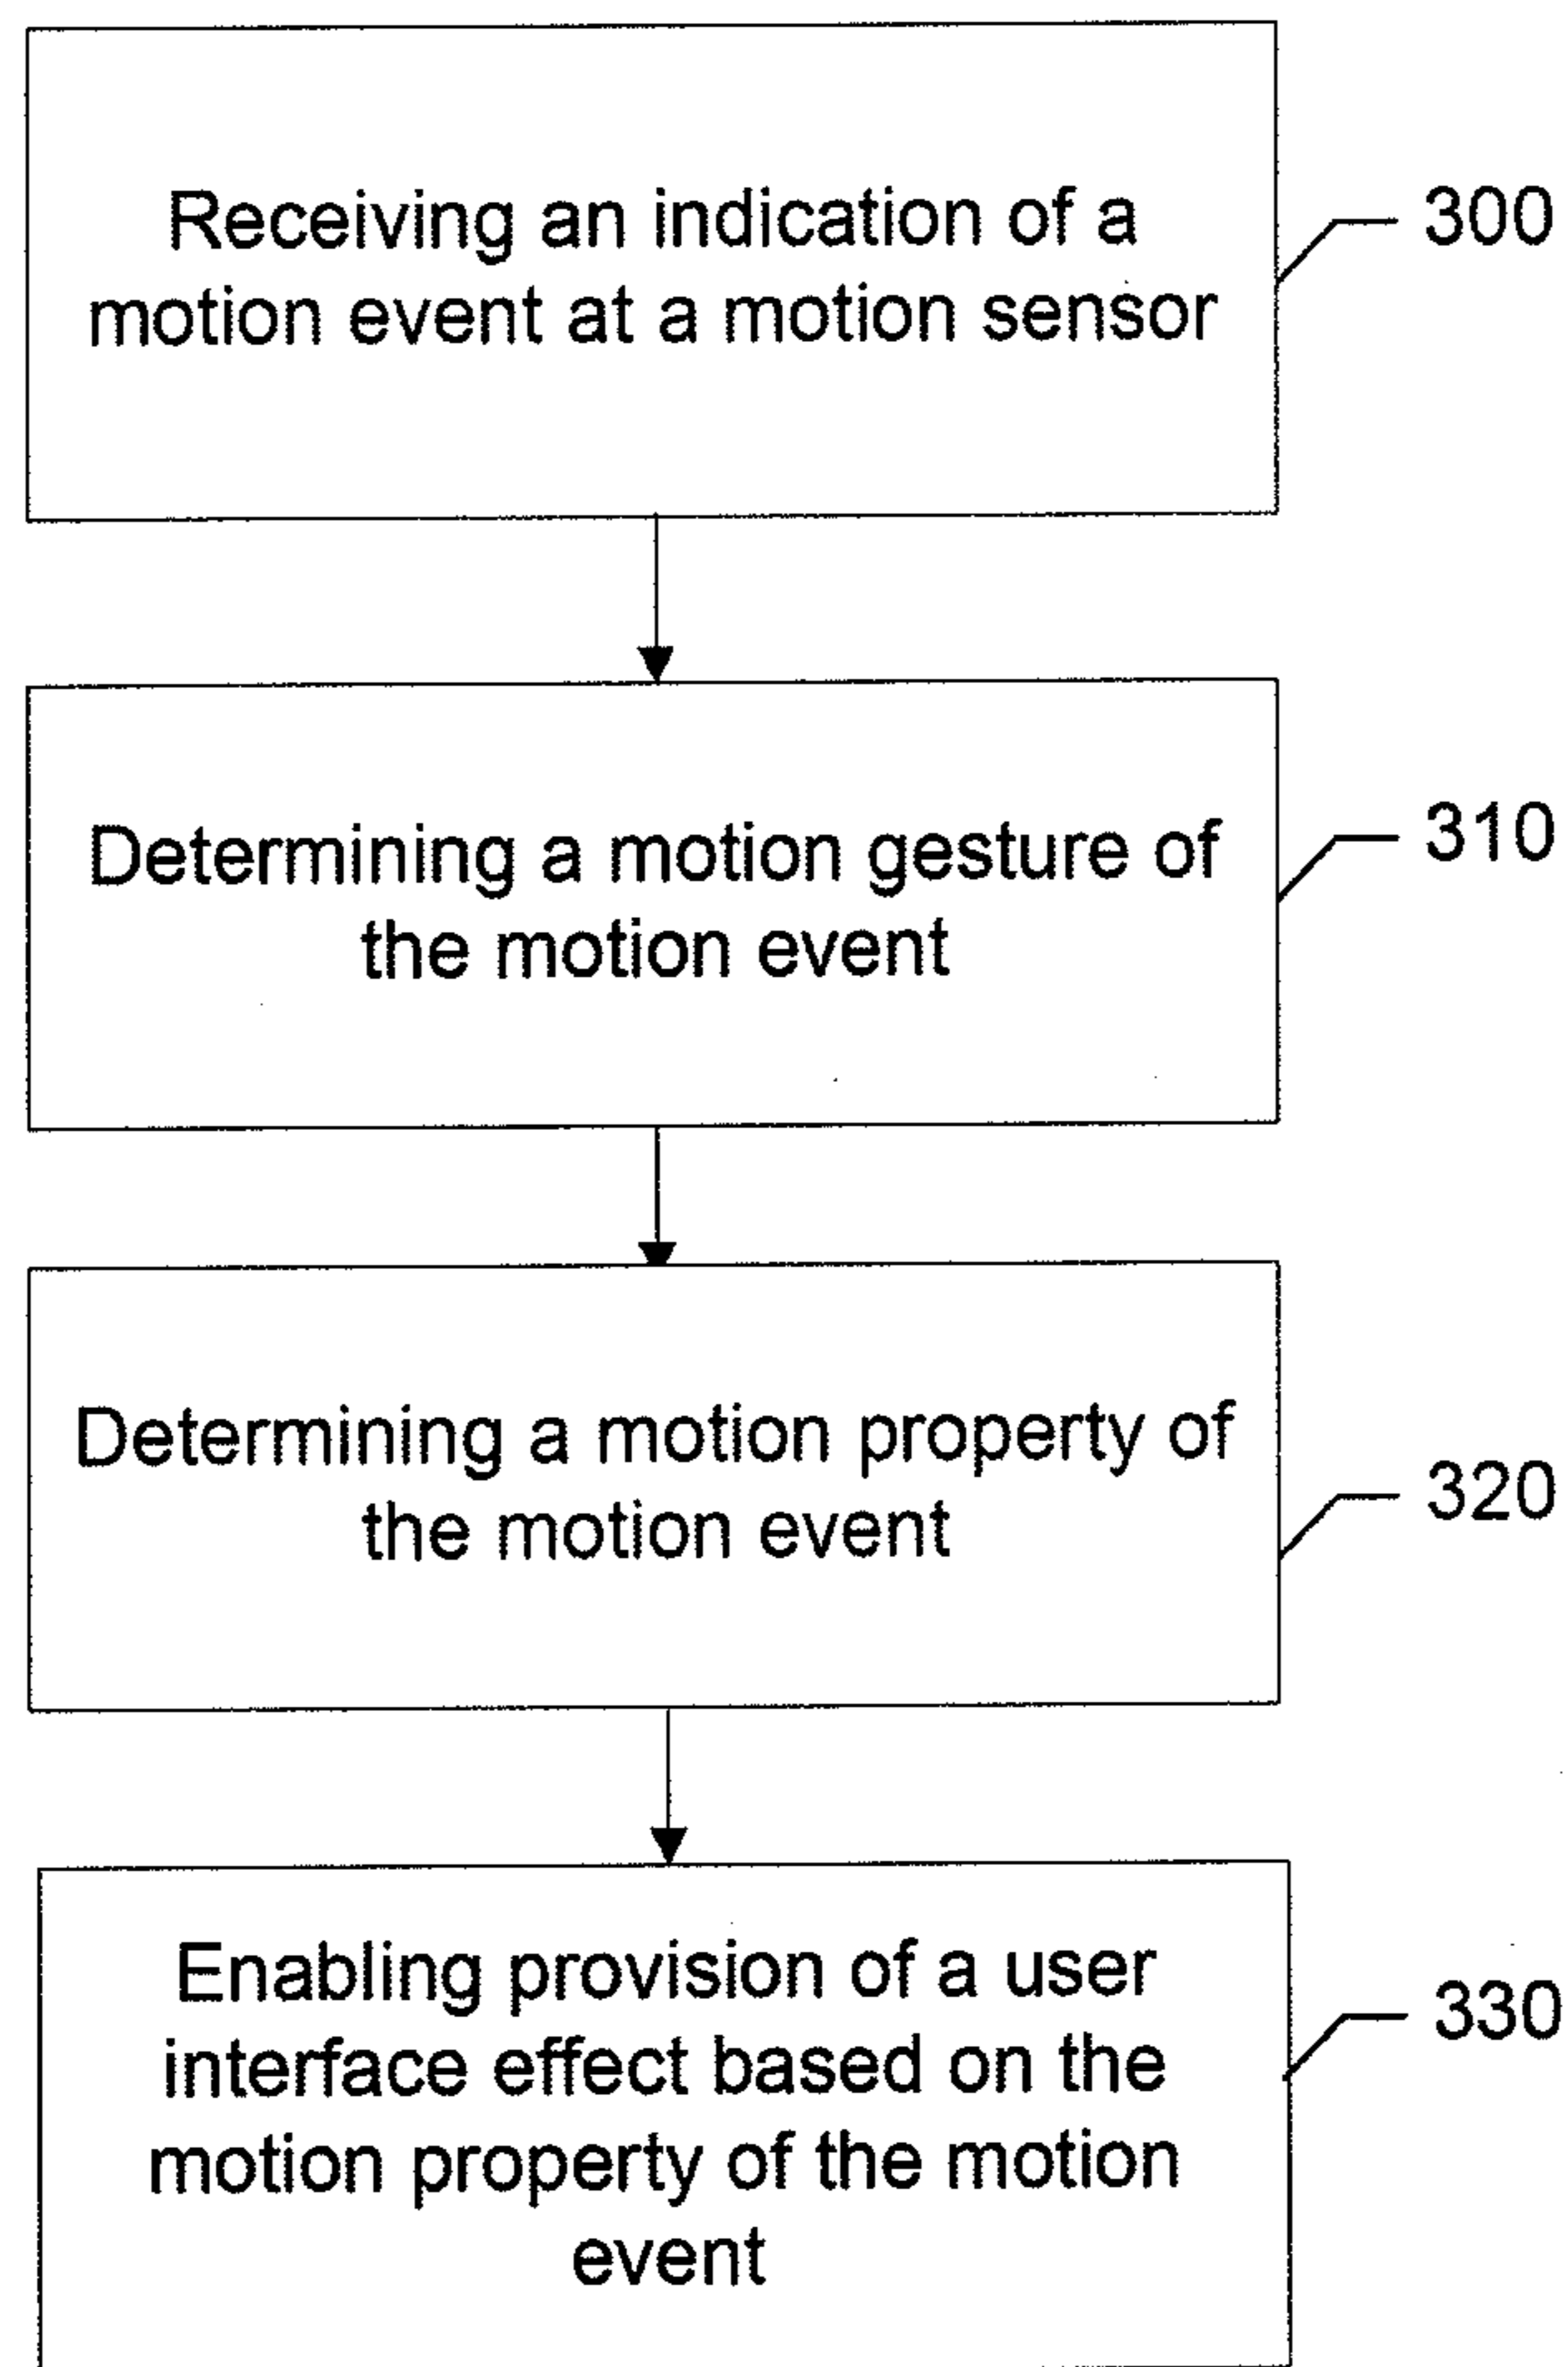 Receiving an indication of a
motion event at a motion sensor
300
Determining a motion gesture of
the motion event
310
Determining a motion property of
the motion event
320
Enabling provision of a user
interface effect based on the
motion property of the motion
event
330